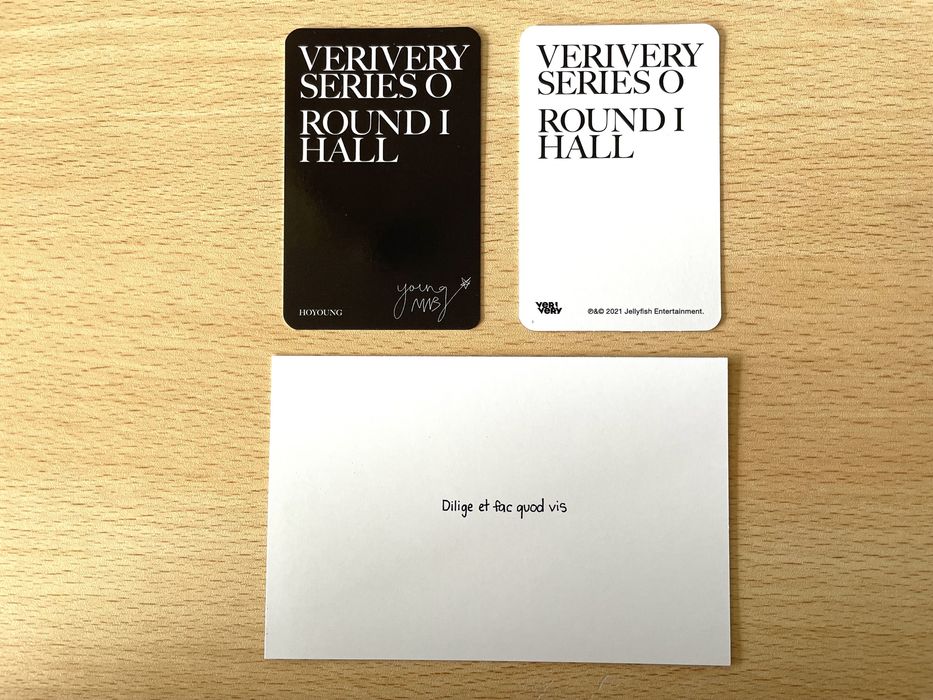 VERIVERY
SERIES O
ROUND I
HALL
HOYOUNG
young
VERIVERY
SERIES O
ROUND I
HALL
VERI
VERY
℗&© 2021 Jellyfish Entertainment.
Dilige et fac quod vis